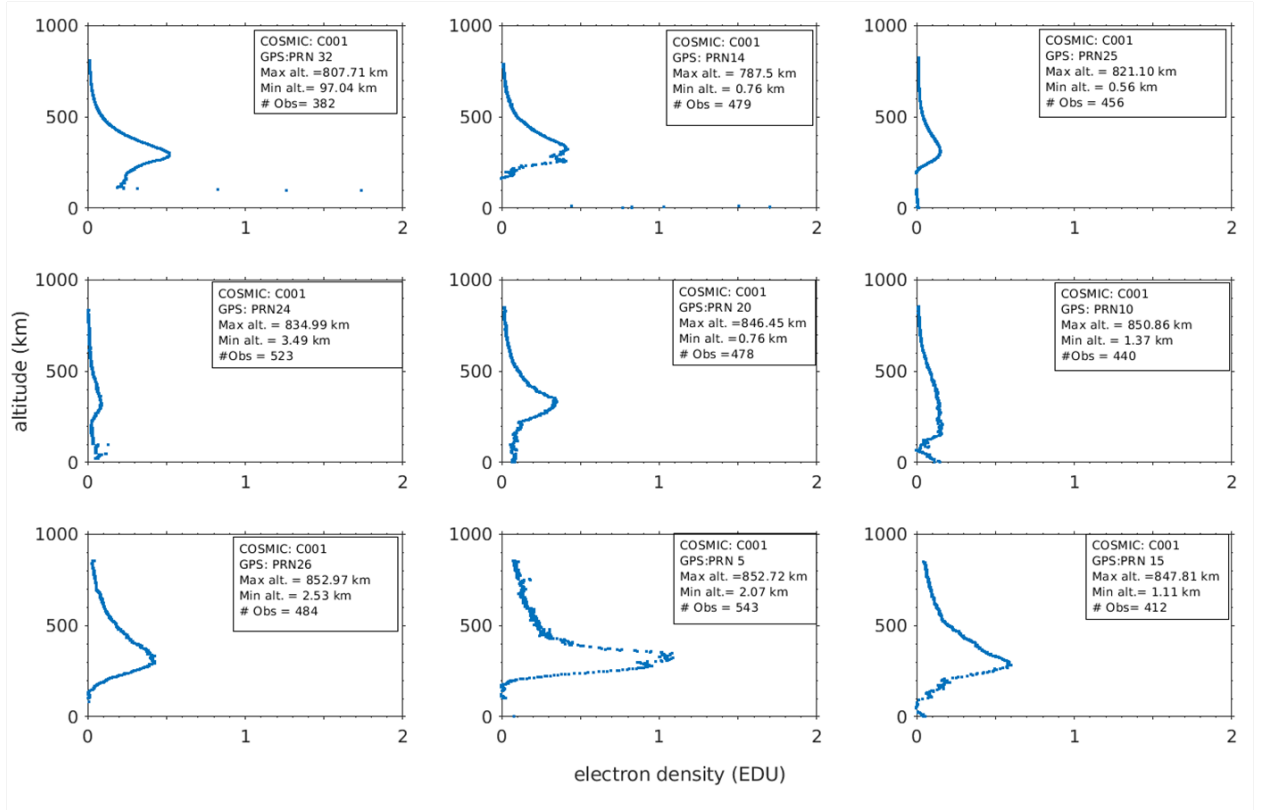 1000
500
0
0
1
2
COSMIC: C001
GPS:PRN 32
Max alt. =807.71 km
Min alt.= 97.04 km
# Obs= 382
1000
500
0
0
1
2
COSMIC: C001
GPS: PRN14
Max alt. = 787.5 km
Min alt. = 0.76 km
# Obs = 479
1000
500
0
0
1
2
COSMIC: C001
GPS: PRN25
Max alt. = 821.10 km
Min alt. = 0.56 km
# Obs = 456
altitude (km)
1000
500
0
0
1
2
COSMIC: C001
GPS: PRN24
Max alt. = 834.99 km
Min alt. = 3.49 km
#Obs = 523
1000
500
0
0
1
2
COSMIC: C001
GPS:PRN 20
Max alt. =846.45 km
Min alt. =0.76 km
# Obs =478
1000
500
0
0
1
2
COSMIC: C001
GPS: PRN10
Max alt. = 850.86 km
Min alt. = 1.37 km
#Obs = 440
1000
500
0
0
1
2
COSMIC: C001
GPS: PRN26
Max alt. = 852.97 km
Min alt. = 2.53 km
# Obs = 484
1000
500
0
0
1
2
COSMIC: C001
GPS:PRN 5
Max alt. =852.72 km
Min alt.= 2.07 km
# Obs = 543
1000
500
0
0
1
2
COSMIC: C001
GPS:PRN 15
Max alt. =847.81 km
Min alt.= 1.11 km
# Obs= 412
electron density (EDU)